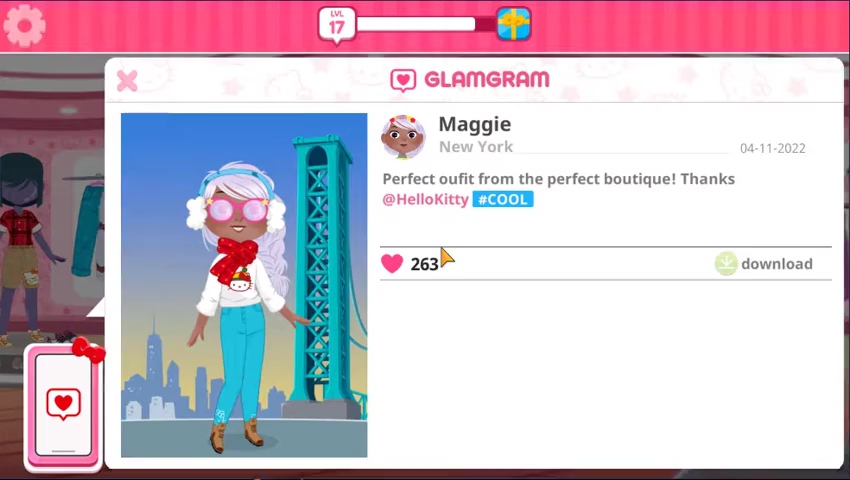 LVL
17
GLAMGRAM
Maggie
New York
04-11-2022
Perfect oufit from the perfect boutique! Thanks
@HelloKitty #COOL
263
download